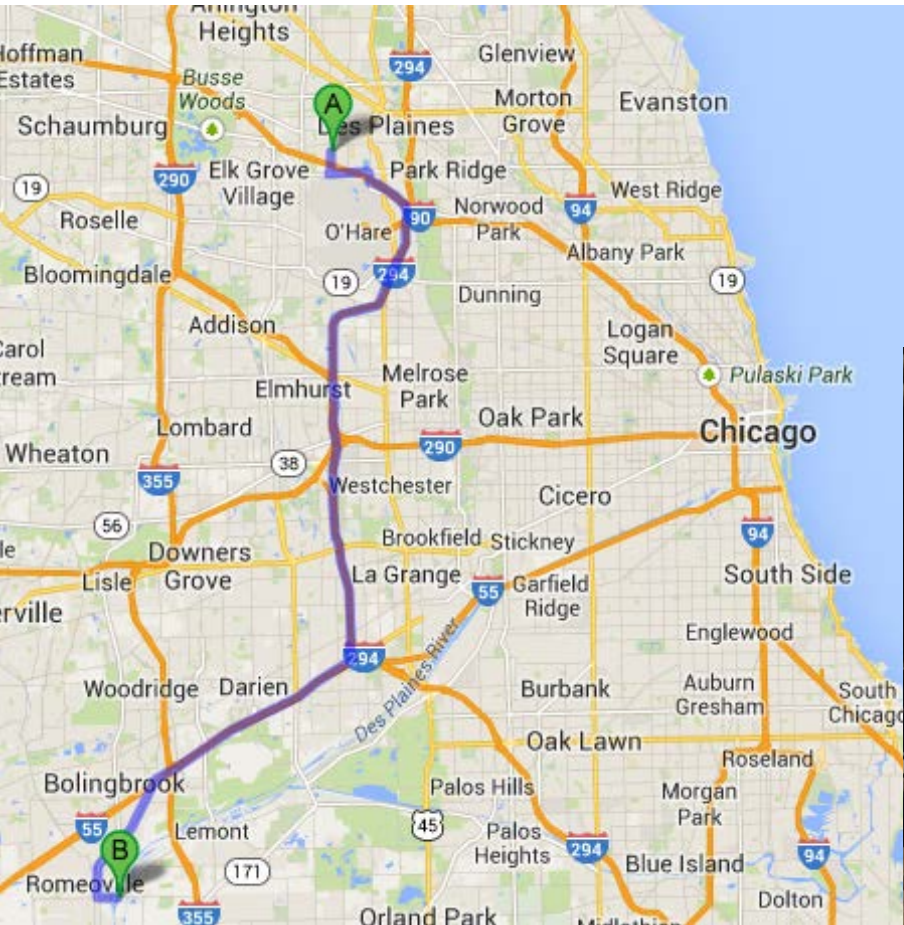 Arlington
Heights
Hoffman
Estates
Glenview
294
Busse
Woods
A
Evanston
Morton
Grove
Schaumburg
Des Plaines
Elk Grove
Village
Park Ridge
290
19
West Ridge
Roselle
90
Norwood
Park
94
O'Hare
Albany Park
Bloomingdale
294
19
19
Dunning
Addison
Logan
Square
Carol
ream
Elmhurst
Melrose
Park
Pulaski Park
Lombard
Oak Park
Chicago
Wheaton
290
38
355
Westchester
Cicero
56
94
Brookfield
Stickney
le
Downers
Grove
Lisle
La Grange
55
Garfield
Ridge
South Side
erville
Englewood
294
Des Plaines River
Woodridge
Darien
Burbank
Auburn
Gresham
South
Chicago
Oak Lawn
Roseland
Bolingbrook
Palos Hills
Morgan
Park
55
Lemont
45
Palos
Heights
B
294
94
171
Blue Island
Romeoville
Dolton
355
Orland Park
Midlothian